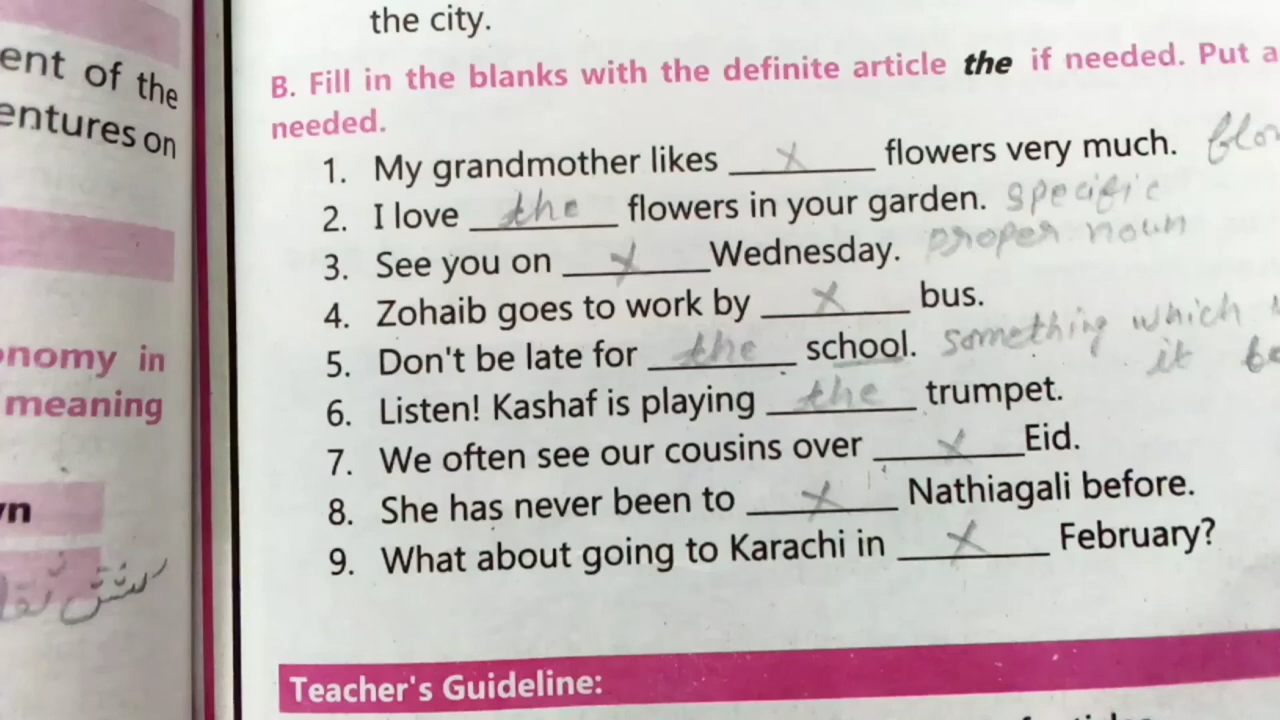 the city.
ent of the
entures on
B. Fill in the blanks with the definite article the if needed. Put a
needed.
1. My grandmother likes x flowers very much.
2. I love the flowers in your garden. specific
3. See you on x Wednesday. proper noun
4. Zohaib goes to work by x bus.
5. Don't be late for the school. something which
it
6. Listen! Kashaf is playing the trumpet.
7. We often see our cousins over x Eid.
8. She has never been to x Nathiagali before.
9. What about going to Karachi in x February?
onomy in
meaning
wn
Teacher's Guideline: